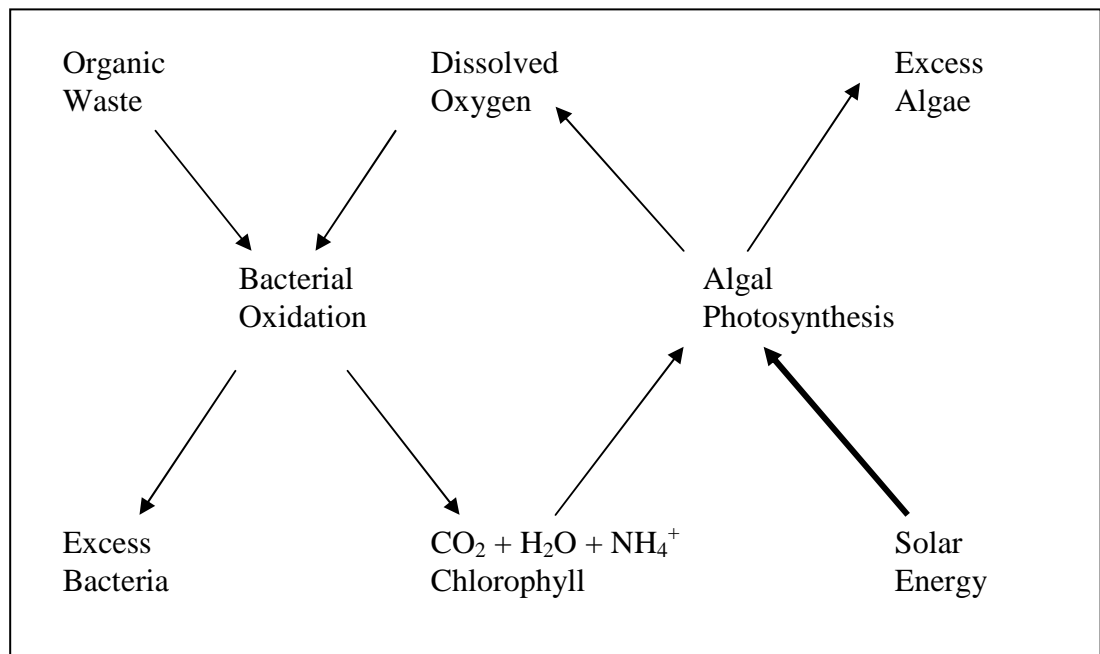 Organic
Waste
Dissolved
Oxygen
Excess
Algae
Bacterial
Oxidation
Algal
Photosynthesis
Excess
Bacteria
CO₂ + H₂O + NH₄⁺
Chlorophyll
Solar
Energy